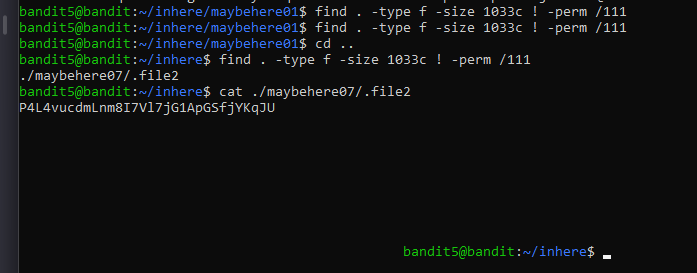 bandit5@bandit:~/inhere/maybehere01$ find . -type f -size 1033c ! -perm /111
bandit5@bandit:~/inhere/maybehere01$ find . -type f -size 1033c ! -perm /111
bandit5@bandit:~/inhere/maybehere01$ cd ..
bandit5@bandit:~/inhere$ find . -type f -size 1033c ! -perm /111
./maybehere07/.file2
bandit5@bandit:~/inhere$ cat ./maybehere07/.file2
P4L4vucdmLnm8I7Vl7jG1ApGSfjYKqJU
bandit5@bandit:~/inhere$